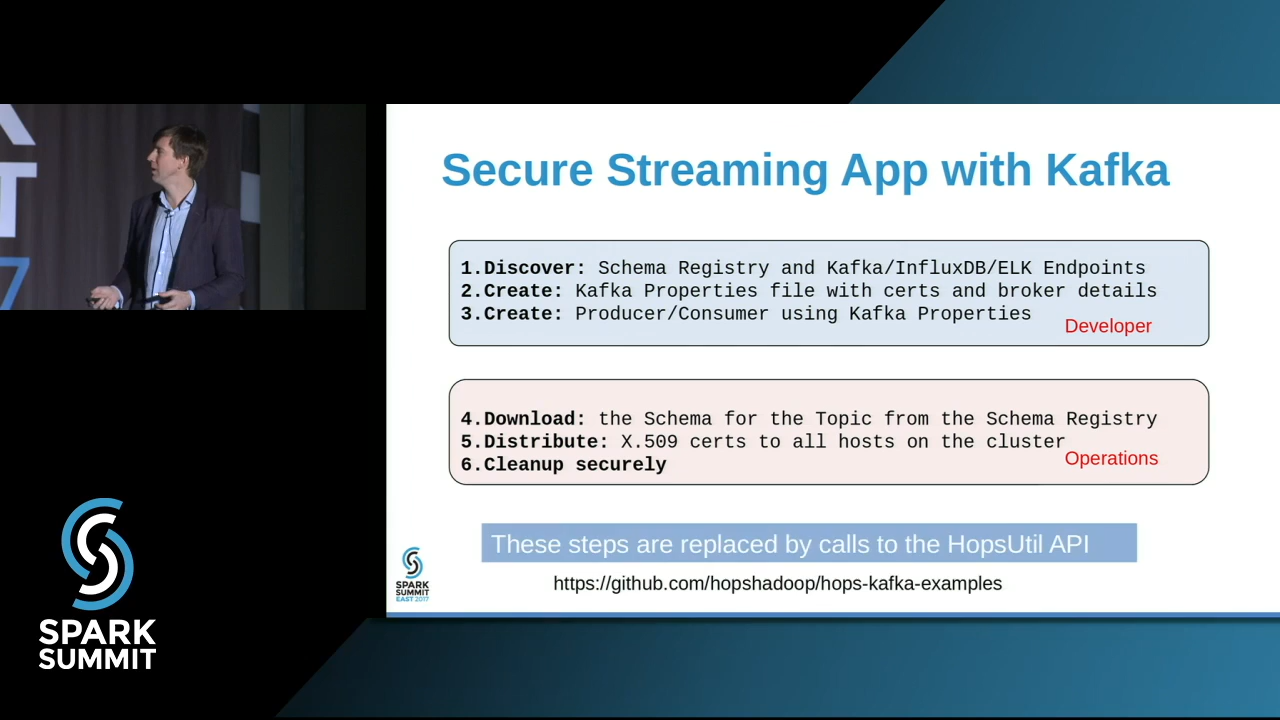 Secure Streaming App with Kafka
1.Discover: Schema Registry and Kafka/InfluxDB/ELK Endpoints
2.Create: Kafka Properties file with certs and broker details
3.Create: Producer/Consumer using Kafka Properties
Developer
4.Download: the Schema for the Topic from the Schema Registry
5.Distribute: X.509 certs to all hosts on the cluster
6.Cleanup securely
Operations
These steps are replaced by calls to the HopsUtil API
https://github.com/hopshadoop/hops-kafka-examples
SPARK
SUMMIT
EAST 2017
SPARK
SUMMIT